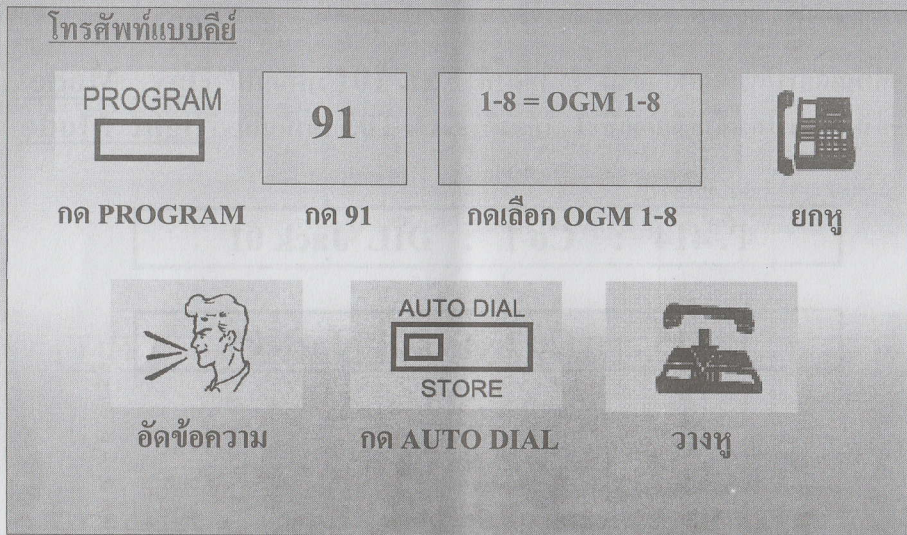 โทรศัพท์แบบคีย์
PROGRAM
91
1-8 = OGM 1-8
กด PROGRAM กด 91 กดเลือก OGM 1-8 ยกหู
AUTO DIAL
STORE
อัดข้อความ กด AUTO DIAL วางหู